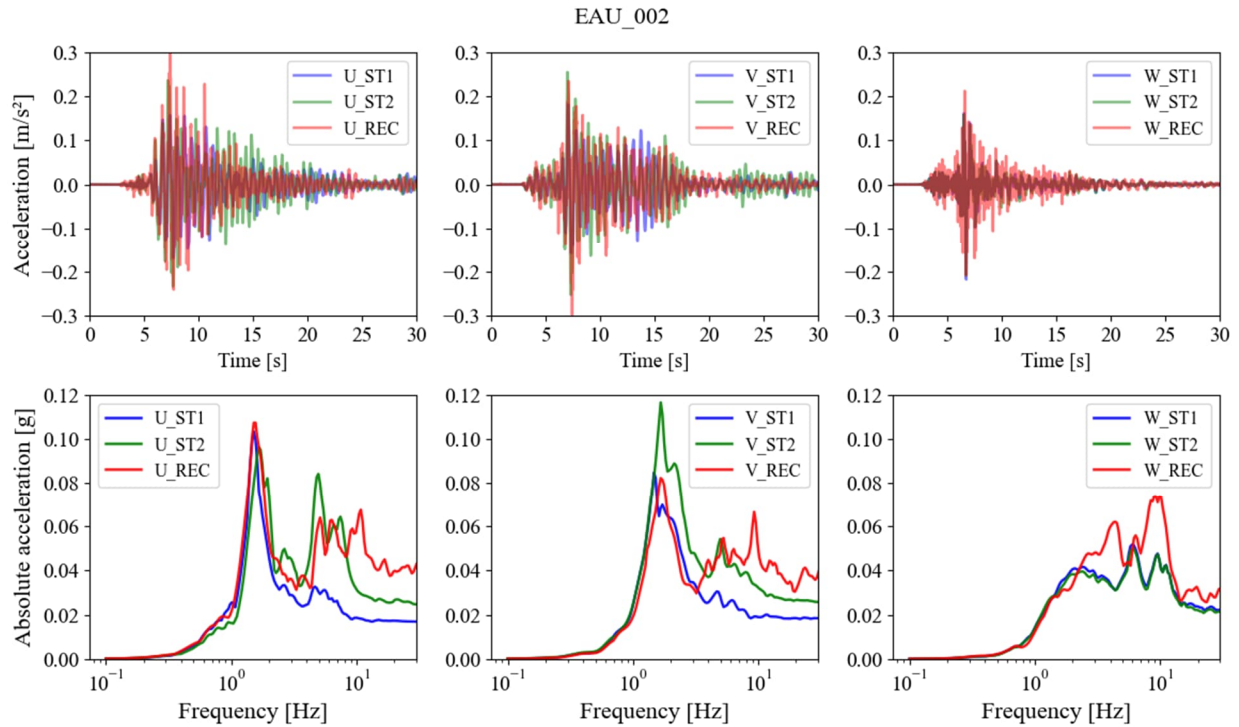 EAU_002
0.3
0.2
0.1
0.0
−0.1
−0.2
−0.3
Acceleration [m/s²]
U_ST1
U_ST2
U_REC
0 5 10 15 20 25 30
Time [s]
0.3
0.2
0.1
0.0
−0.1
−0.2
−0.3
V_ST1
V_ST2
V_REC
0 5 10 15 20 25 30
Time [s]
0.3
0.2
0.1
0.0
−0.1
−0.2
−0.3
W_ST1
W_ST2
W_REC
0 5 10 15 20 25 30
Time [s]
0.12
0.10
0.08
0.06
0.04
0.02
0.00
Absolute acceleration [g]
U_ST1
U_ST2
U_REC
10⁻¹ 10⁰ 10¹
Frequency [Hz]
0.12
0.10
0.08
0.06
0.04
0.02
0.00
V_ST1
V_ST2
V_REC
10⁻¹ 10⁰ 10¹
Frequency [Hz]
0.12
0.10
0.08
0.06
0.04
0.02
0.00
W_ST1
W_ST2
W_REC
10⁻¹ 10⁰ 10¹
Frequency [Hz]